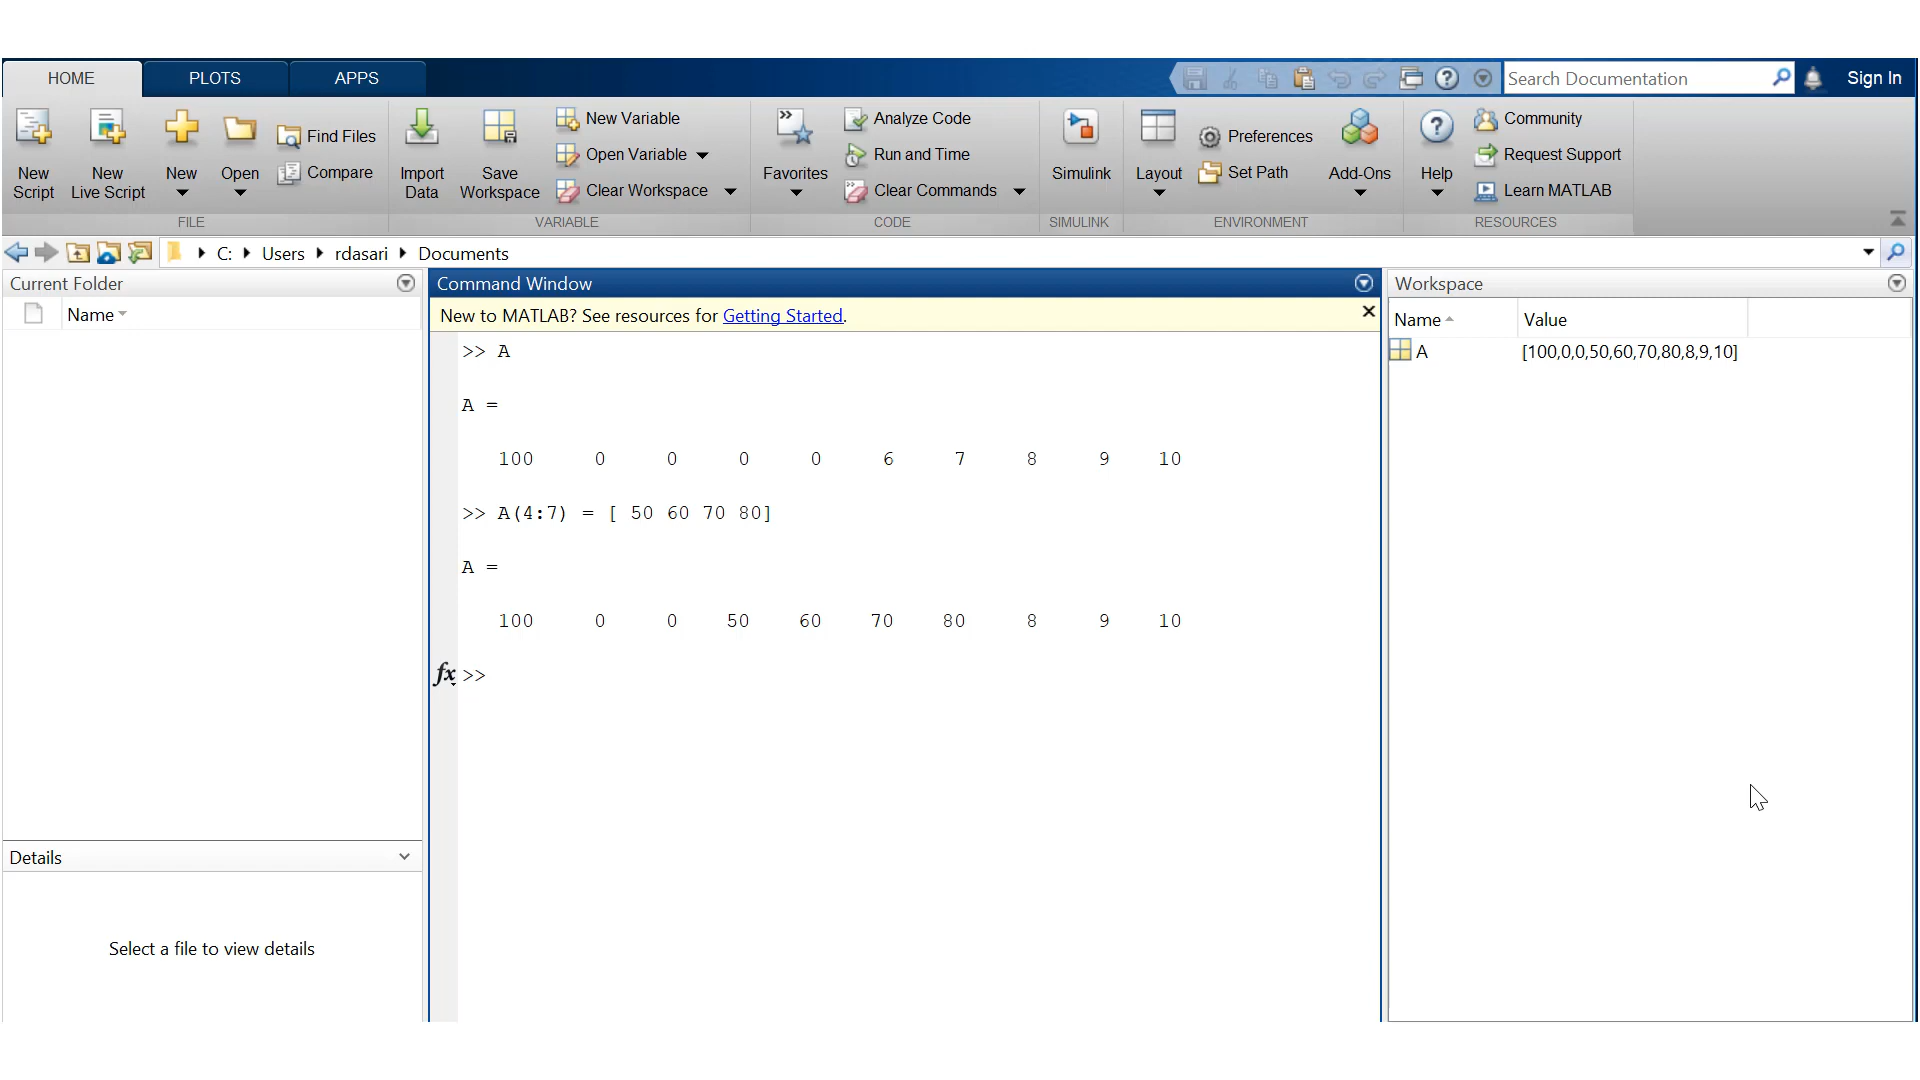 HOME PLOTS APPS
Search Documentation Sign In
New Script
New Live Script
New
Open
Find Files
Compare
FILE
Import Data
Save Workspace
New Variable
Open Variable
Clear Workspace
VARIABLE
Favorites
Analyze Code
Run and Time
Clear Commands
CODE
Simulink
SIMULINK
Layout
Preferences
Set Path
Add-Ons
ENVIRONMENT
Help
Community
Request Support
Learn MATLAB
RESOURCES
C: Users rdasari Documents
Current Folder
Name
Details
Select a file to view details
Command Window
New to MATLAB? See resources for Getting Started.
>> A
A =
100 0 0 0 0 6 7 8 9 10
>> A(4:7) = [ 50 60 70 80]
A =
100 0 0 50 60 70 80 8 9 10
fx >>
Workspace
Name Value
A [100,0,0,50,60,70,80,8,9,10]